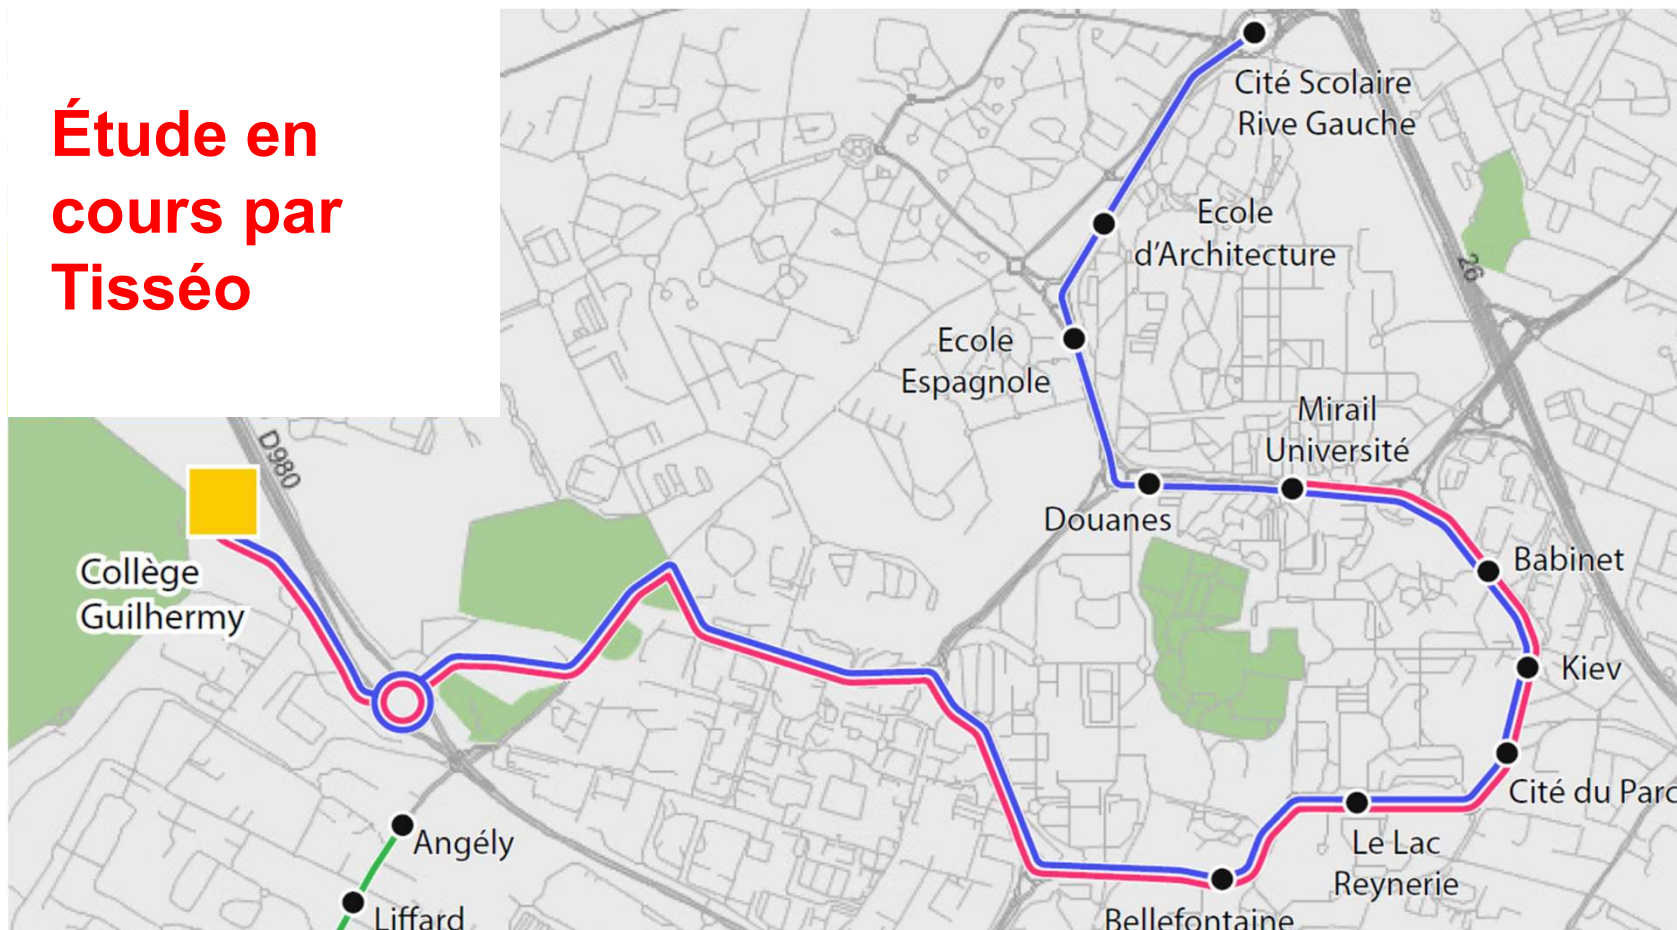 Étude en
cours par
Tisséo
Cité Scolaire
Rive Gauche
Ecole
d'Architecture
26
Ecole
Espagnole
Mirail
Université
D980
Douanes
Babinet
Collège
Guilhermy
Kiev
Cité du Parc
Angély
Le Lac
Reynerie
Liffard
Bellefontaine